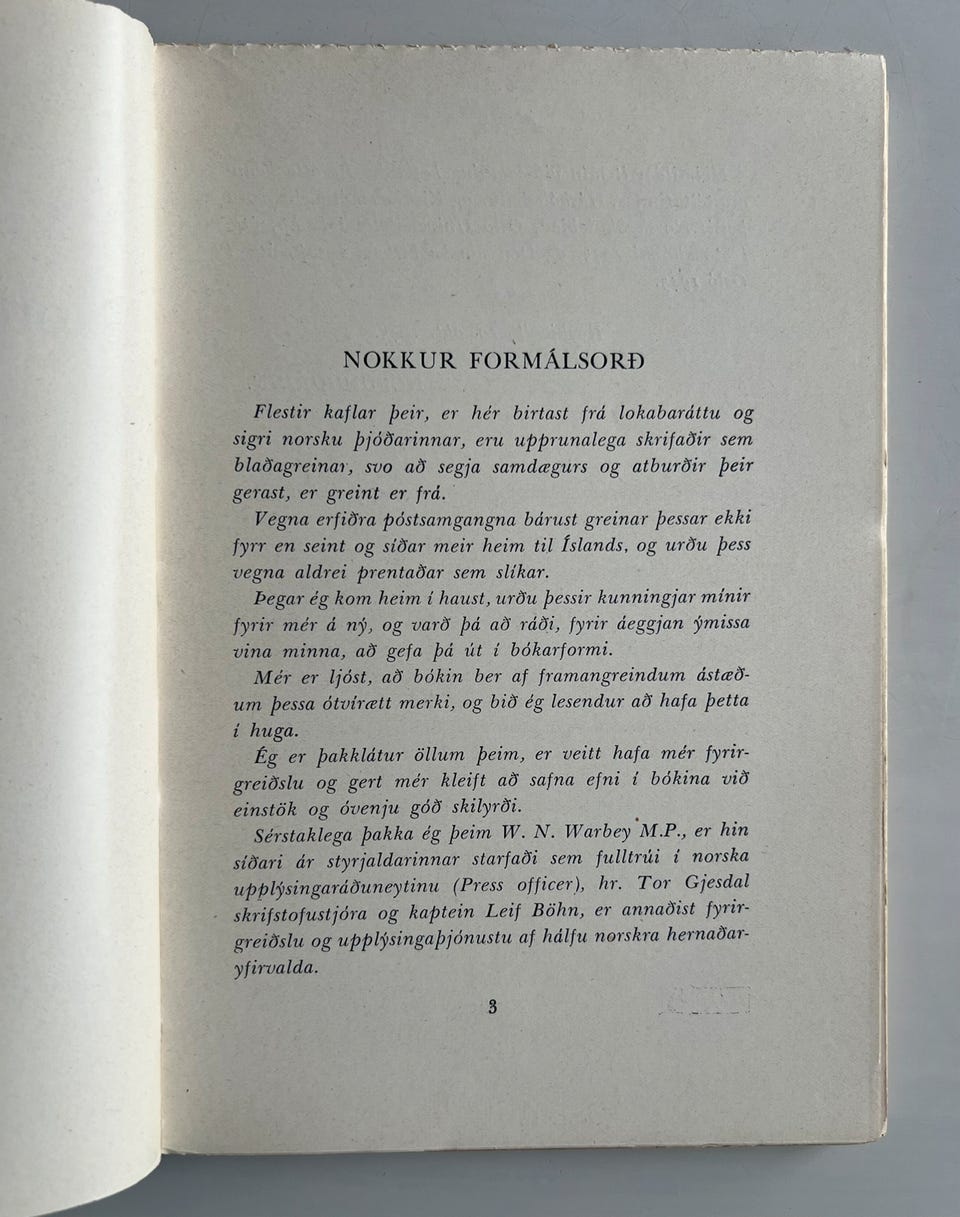 NOKKUR FORMÁLSORÐ
Flestir kaflar þeir, er hér birtast frá lokabaráttu og
sigri norsku þjóðarinnar, eru upprunalega skrifaðir sem
blaðagreinar, svo að segja samdægurs og atburðir þeir
gerast, er greint er frá.
Vegna erfiðra póstsamgangna bárust greinar þessar ekki
fyrr en seint og síðar meir heim til Íslands, og urðu þess
vegna aldrei prentaðar sem slíkar.
Þegar ég kom heim í haust, urðu þessir kunningjar mínir
fyrir mér á ný, og varð þá að ráði, fyrir áeggjan ýmissa
vina minna, að gefa þá út í bókarformi.
Mér er ljóst, að bókin ber af framangreindum ástæð-
um þessa ótvírætt merki, og bið ég lesendur að hafa þetta
í huga.
Ég er þakklátur öllum þeim, er veitt hafa mér fyrir-
greiðslu og gert mér kleift að safna efni í bókina við
einstök og óvenju góð skilyrði.
Sérstaklega þakka ég þeim W. N. Warbey M.P., er hin
síðari ár styrjaldarinnar starfaði sem fulltrúi í norska
upplýsingaráðuneytinu (Press officer), hr. Tor Gjesdal
skrifstofustjóra og kaptein Leif Böhn, er annaðist fyrir-
greiðslu og upplýsingaþjónustu af hálfu norskra hernaðar-
yfirvalda.
3